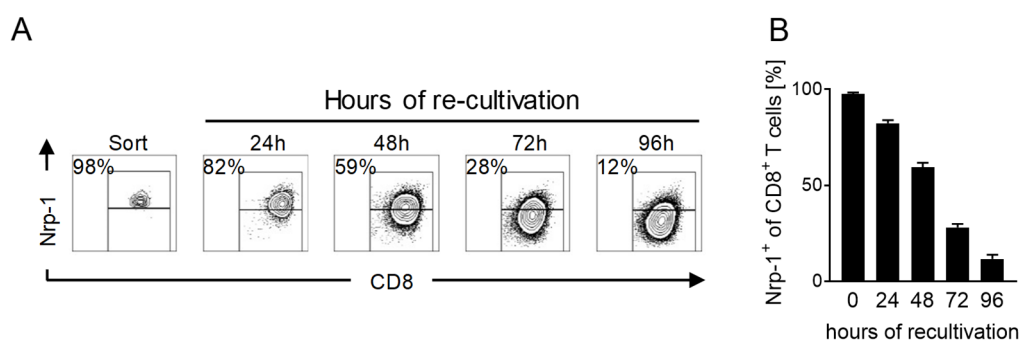 A
Hours of re-cultivation
Sort 24h 48h 72h 96h
98% 82% 59% 28% 12%
Nrp-1
CD8
B
Nrp-1+ of CD8+ T cells [%]
100
50
0
0 24 48 72 96
hours of recultivation